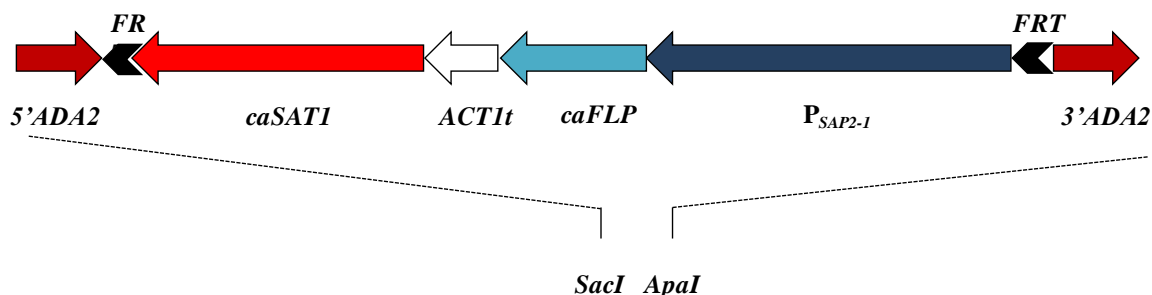 FR FRT
5'ADA2 caSAT1 ACT1t caFLP PSAP2-1 3'ADA2
SacI ApaI